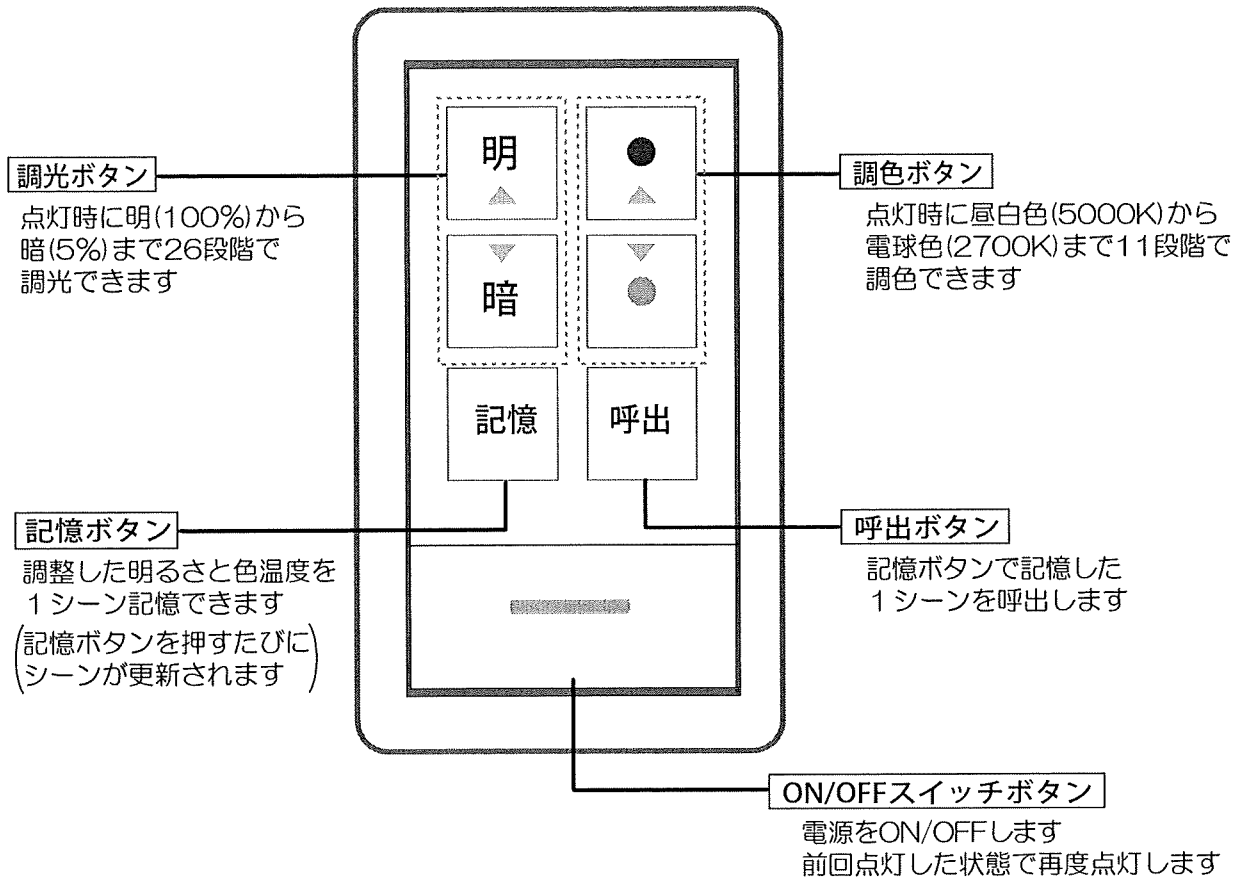 明
暗
記憶
呼出
調光ボタン
点灯時に明(100%)から
暗(5%)まで26段階で
調光できます
調色ボタン
点灯時に昼白色(5000K)から
電球色(2700K)まで11段階で
調色できます
記憶ボタン
調整した明るさと色温度を
1シーン記憶できます
(記憶ボタンを押すたびに
シーンが更新されます)
呼出ボタン
記憶ボタンで記憶した
1シーンを呼出します
ON/OFFスイッチボタン
電源をON/OFFします
前回点灯した状態で再度点灯します